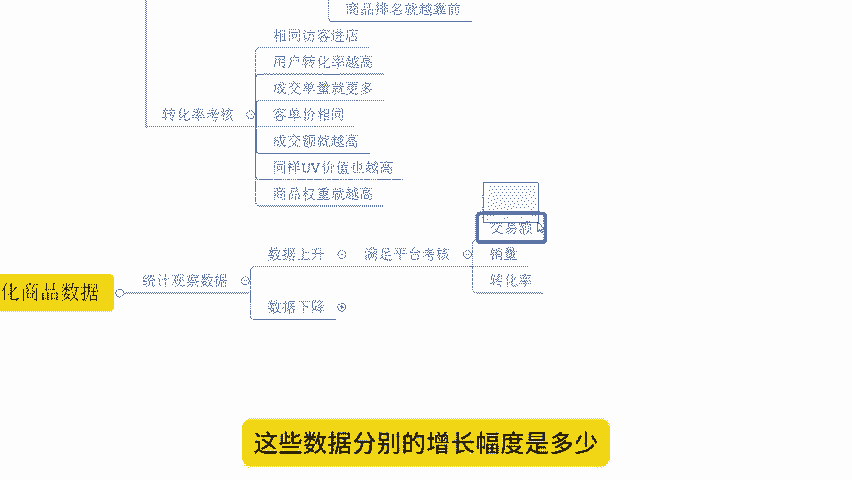 商品排名就越靠前
相同访客进店
用户转化率越高
成交单量就更多
转化率考核
客单价相同
成交额就越高
同样UV价值也越高
商品权重就越高
交易额
数据上升
满足平台考核
销量
统计观察数据
转化率
化商品数据
数据下降
这些数据分别的增长幅度是多少